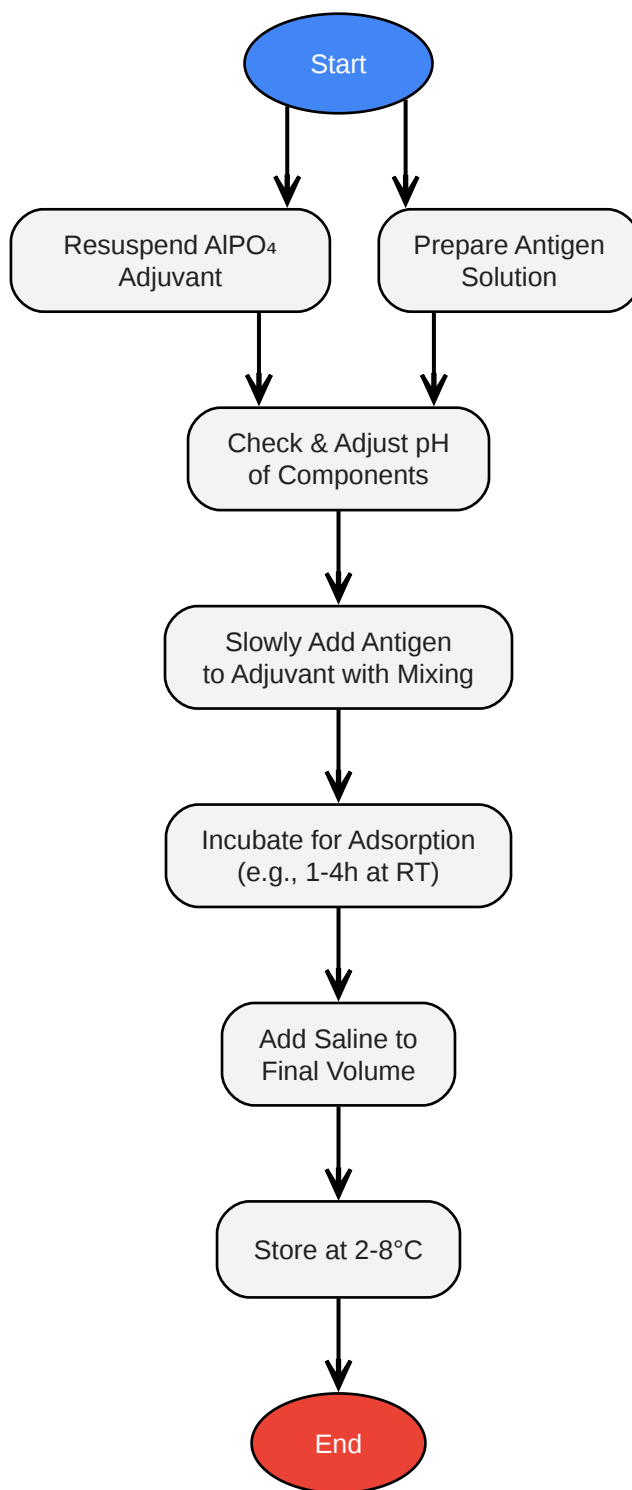 Start
Resuspend AlPO₄
Adjuvant
Prepare Antigen
Solution
Check & Adjust pH
of Components
Slowly Add Antigen
to Adjuvant with Mixing
Incubate for Adsorption
(e.g., 1-4h at RT)
Add Saline to
Final Volume
Store at 2-8°C
End